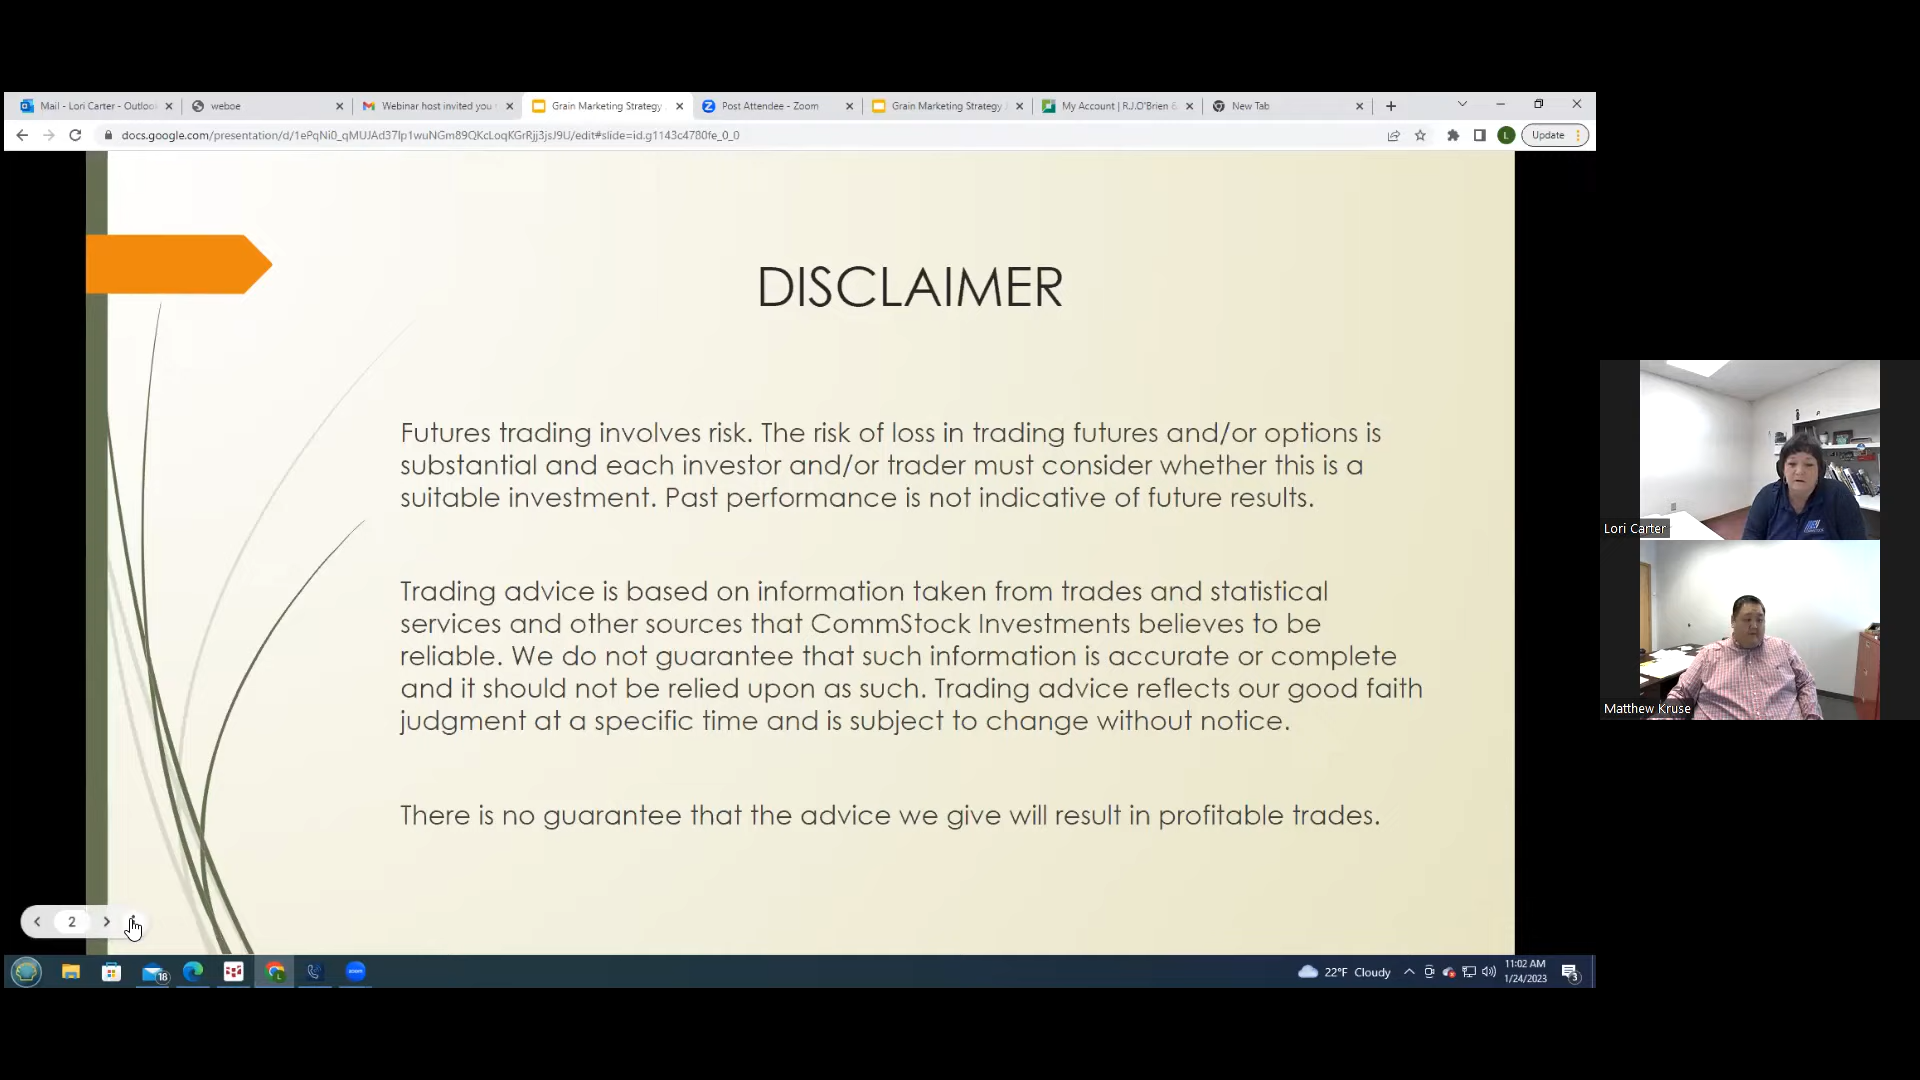 Mail - Lori Carter - Outloo
weboe
Webinar host invited you
Grain Marketing Strategy
Post Attendee - Zoom
Grain Marketing Strategy
My Account | R.J.O'Brien &
New Tab
docs.google.com/presentation/d/1ePqNi0_qMUJAd37Ip1wuNGm89QKcLoqKGrRjj3jsJ9U/edit#slide=id.g1143c4780fe_0_0
L
Update
DISCLAIMER
Futures trading involves risk. The risk of loss in trading futures and/or options is
substantial and each investor and/or trader must consider whether this is a
suitable investment. Past performance is not indicative of future results.
Trading advice is based on information taken from trades and statistical
services and other sources that CommStock Investments believes to be
reliable. We do not guarantee that such information is accurate or complete
and it should not be relied upon as such. Trading advice reflects our good faith
judgment at a specific time and is subject to change without notice.
There is no guarantee that the advice we give will result in profitable trades.
Lori Carter
Matthew Kruse
2
18
zoom
22°F Cloudy
11:02 AM
1/24/2023
3